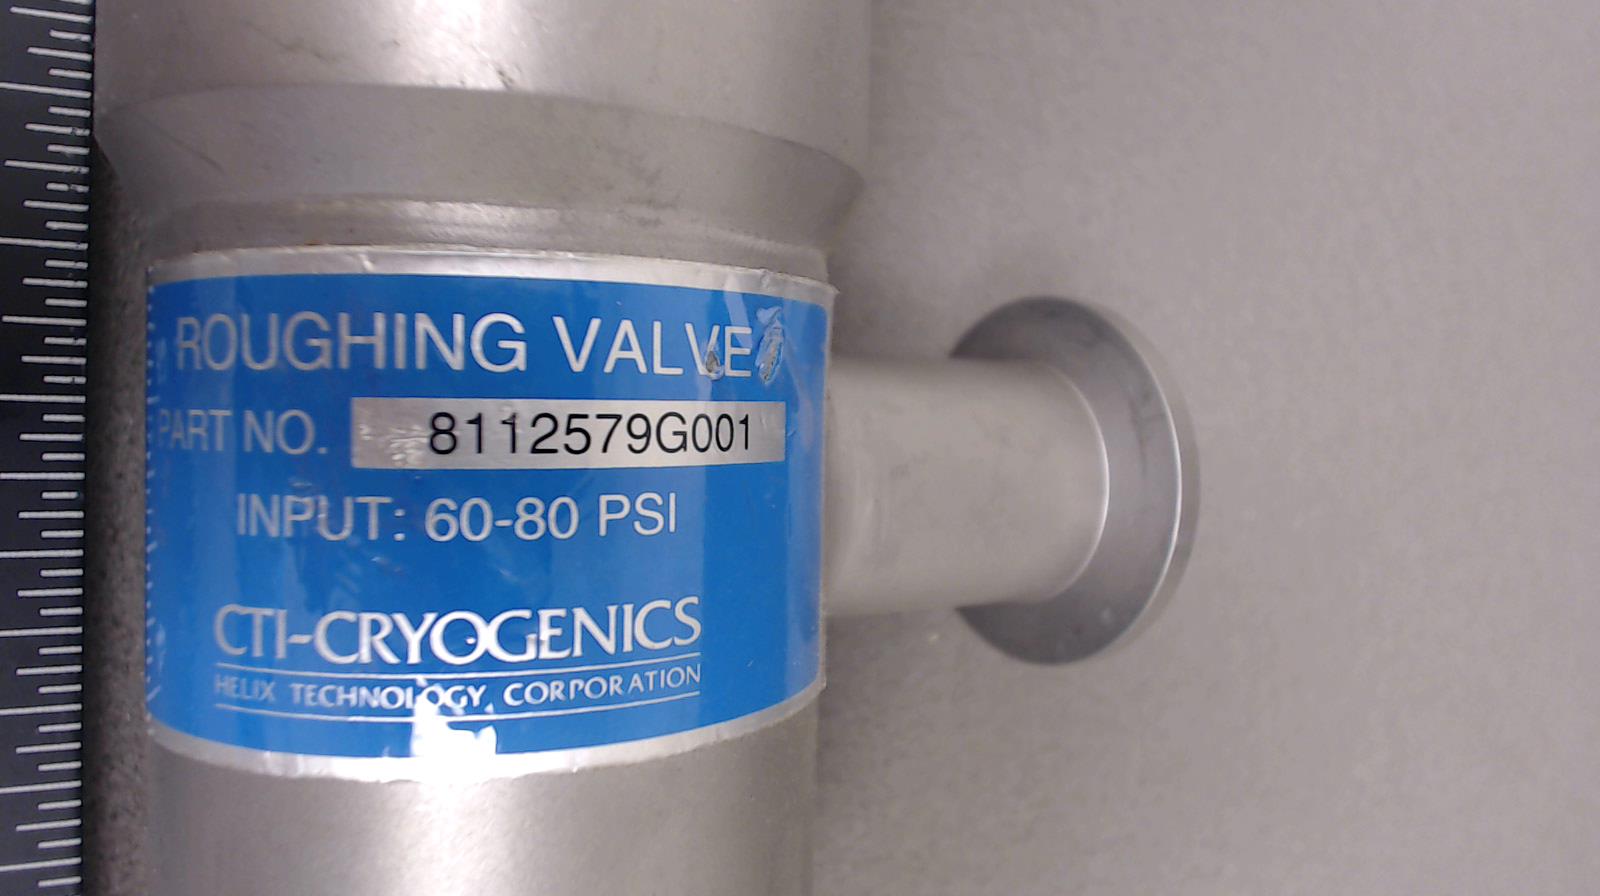 ROUGHING VALVE
PART NO. 8112579G001
INPUT: 60-80 PSI
CTI-CRYOGENICS
HELIX TECHNOLOGY CORPORATION